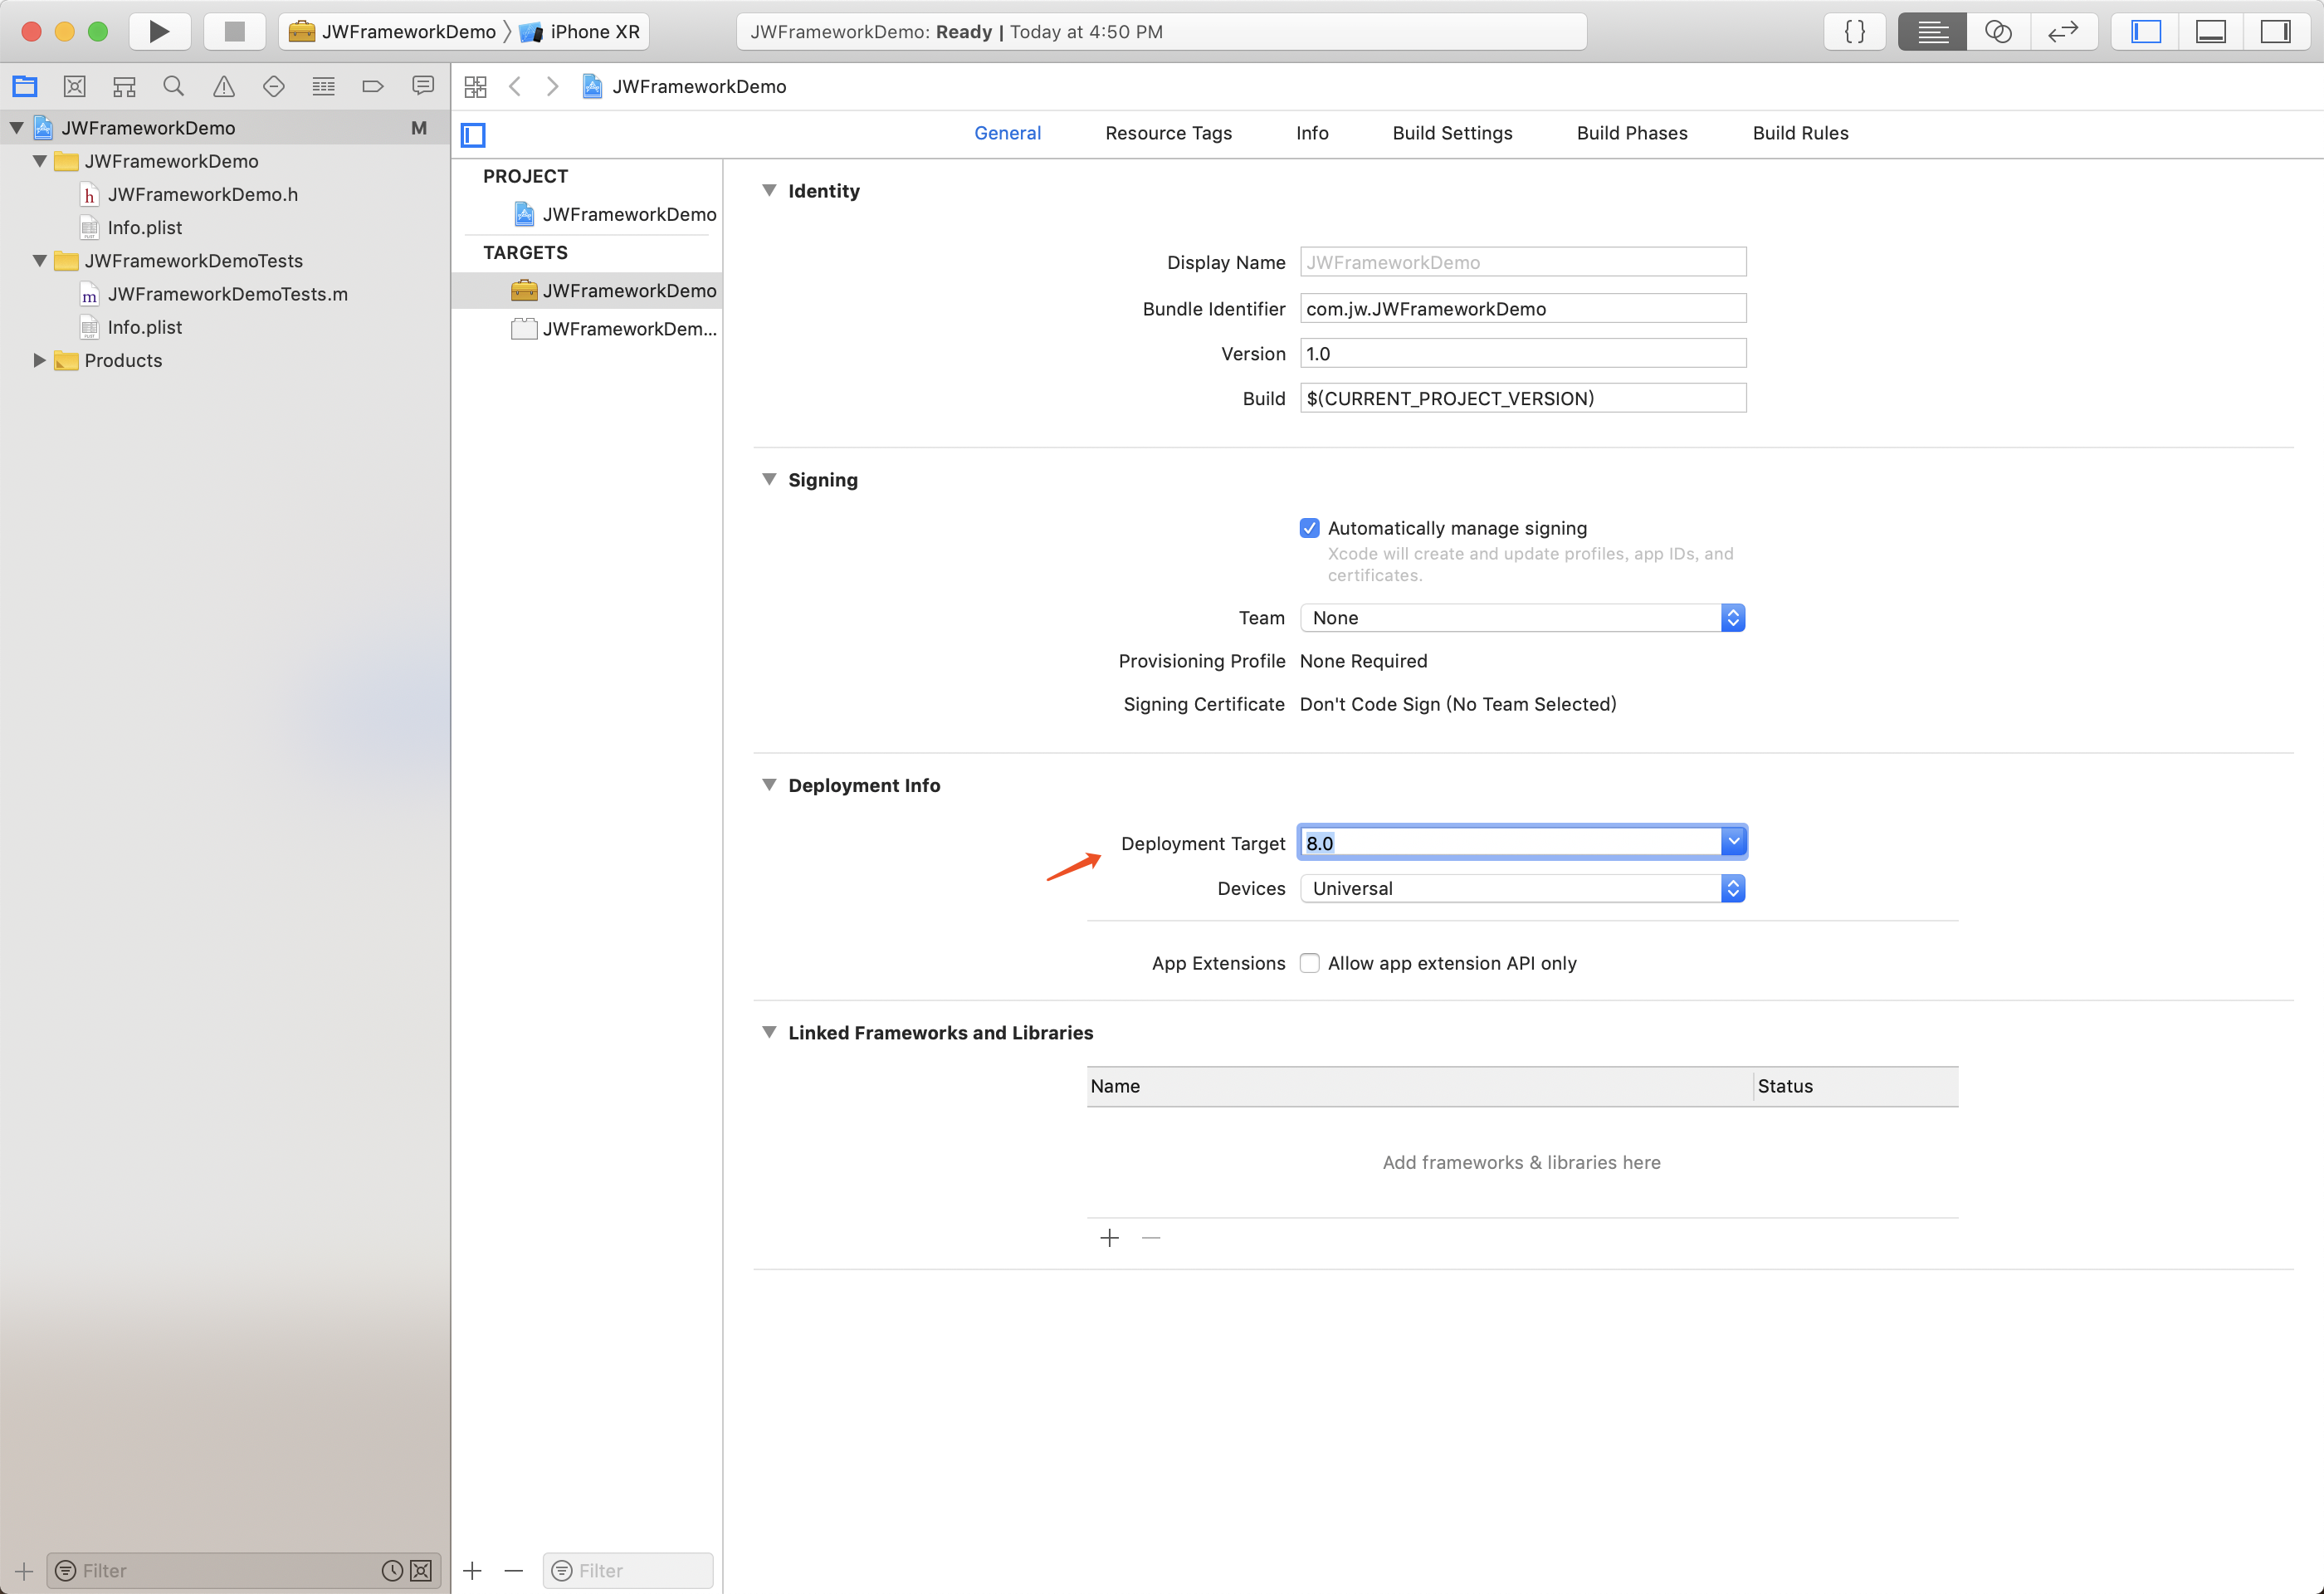 JWFrameworkDemo iPhone XR JWFrameworkDemo: Ready | Today at 4:50 PM { }
JWFrameworkDemo M
JWFrameworkDemo
h JWFrameworkDemo.h
Info.plist
JWFrameworkDemoTests
m JWFrameworkDemoTests.m
Info.plist
Products
Filter
JWFrameworkDemo
General Resource Tags Info Build Settings Build Phases Build Rules
PROJECT
JWFrameworkDemo
TARGETS
JWFrameworkDemo
JWFrameworkDem...
Filter
Identity
Display Name JWFrameworkDemo
Bundle Identifier com.jw.JWFrameworkDemo
Version 1.0
Build $(CURRENT_PROJECT_VERSION)
Signing
Automatically manage signing
Xcode will create and update profiles, app IDs, and
certificates.
Team None
Provisioning Profile None Required
Signing Certificate Don't Code Sign (No Team Selected)
Deployment Info
Deployment Target 8.0
Devices Universal
App Extensions Allow app extension API only
Linked Frameworks and Libraries
Name Status
Add frameworks & libraries here